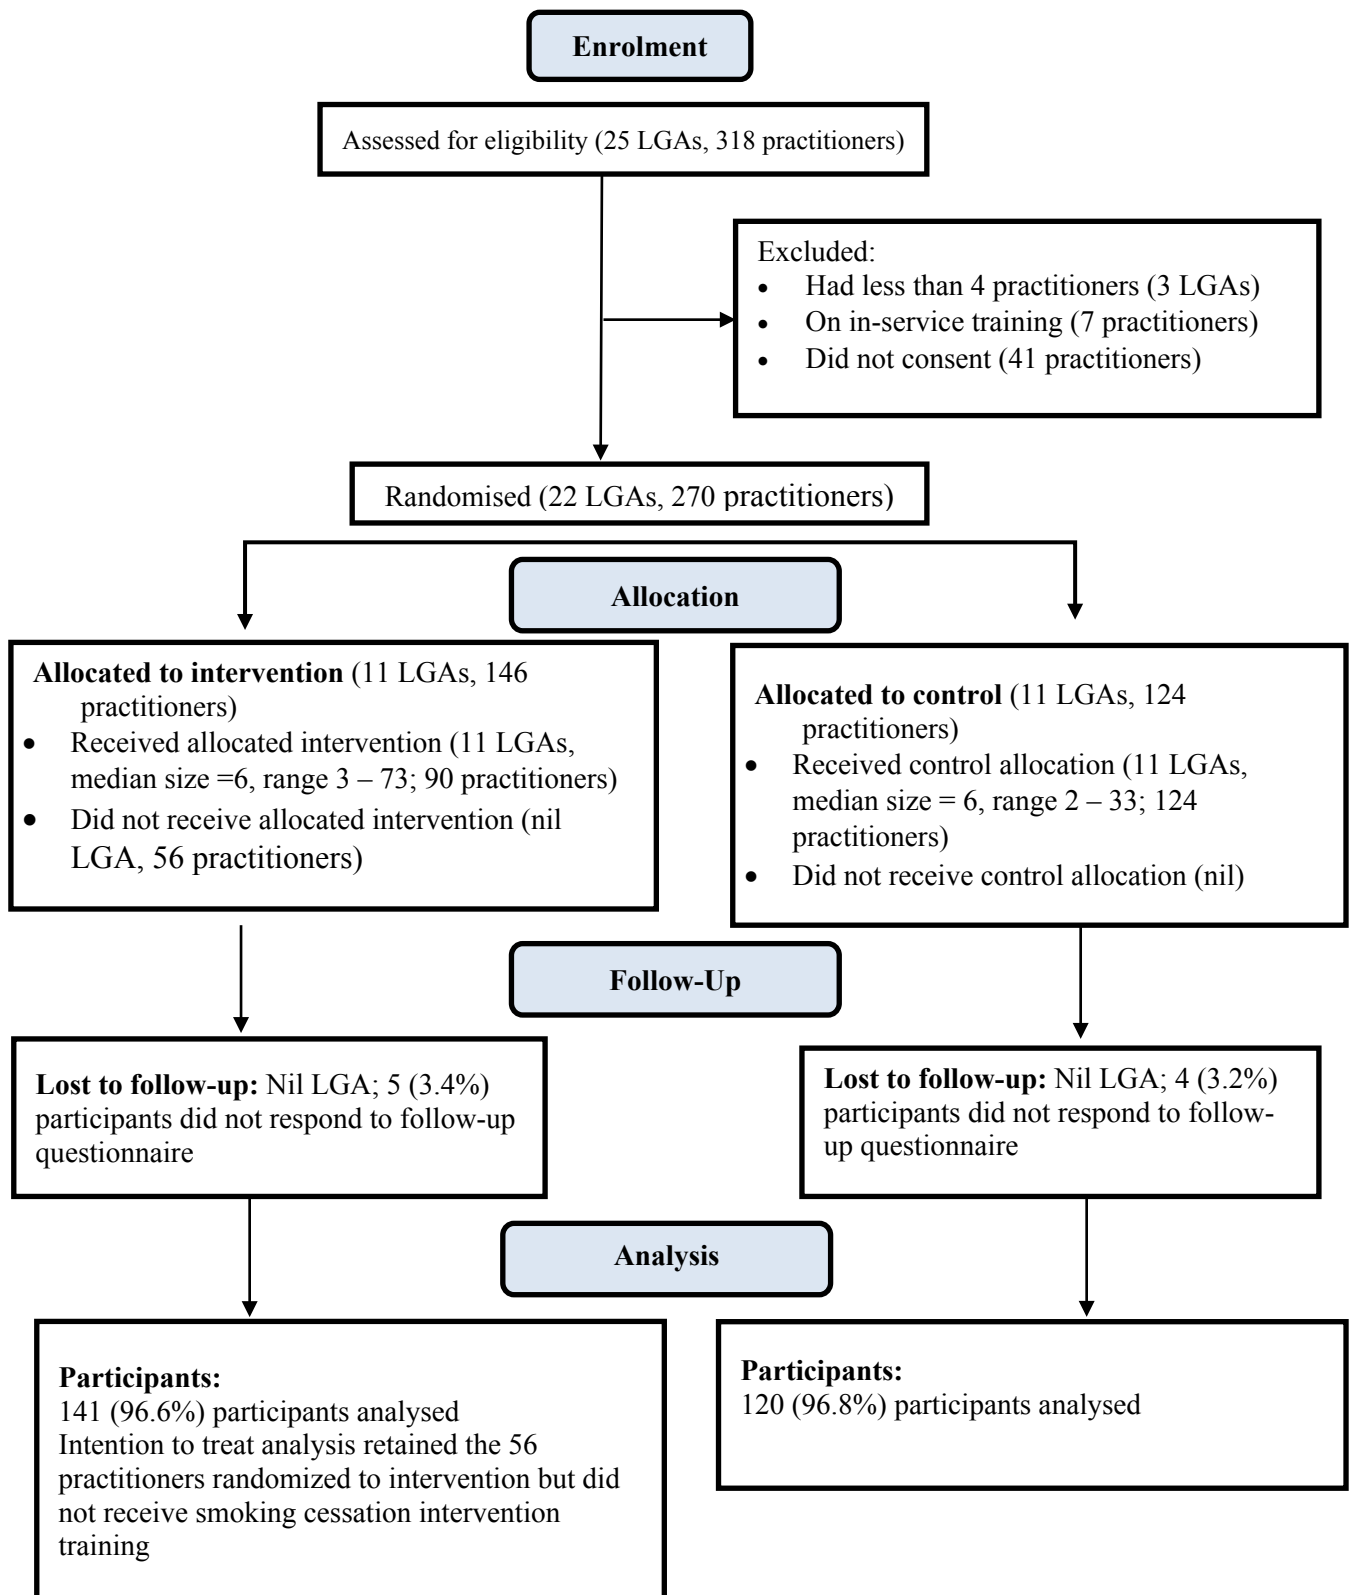 Enrolment
Assessed for eligibility (25 LGAs, 318 practitioners)
Excluded:
• Had less than 4 practitioners (3 LGAs)
• On in-service training (7 practitioners)
• Did not consent (41 practitioners)
Randomised (22 LGAs, 270 practitioners)
Allocation
Allocated to intervention (11 LGAs, 146
practitioners)
• Received allocated intervention (11 LGAs,
median size =6, range 3 – 73; 90 practitioners)
• Did not receive allocated intervention (nil
LGA, 56 practitioners)
Allocated to control (11 LGAs, 124
practitioners)
• Received control allocation (11 LGAs,
median size = 6, range 2 – 33; 124
practitioners)
• Did not receive control allocation (nil)
Follow-Up
Lost to follow-up: Nil LGA; 5 (3.4%)
participants did not respond to follow-up
questionnaire
Lost to follow-up: Nil LGA; 4 (3.2%)
participants did not respond to follow-
up questionnaire
Analysis
Participants:
141 (96.6%) participants analysed
Intention to treat analysis retained the 56
practitioners randomized to intervention but did
not receive smoking cessation intervention
training
Participants:
120 (96.8%) participants analysed